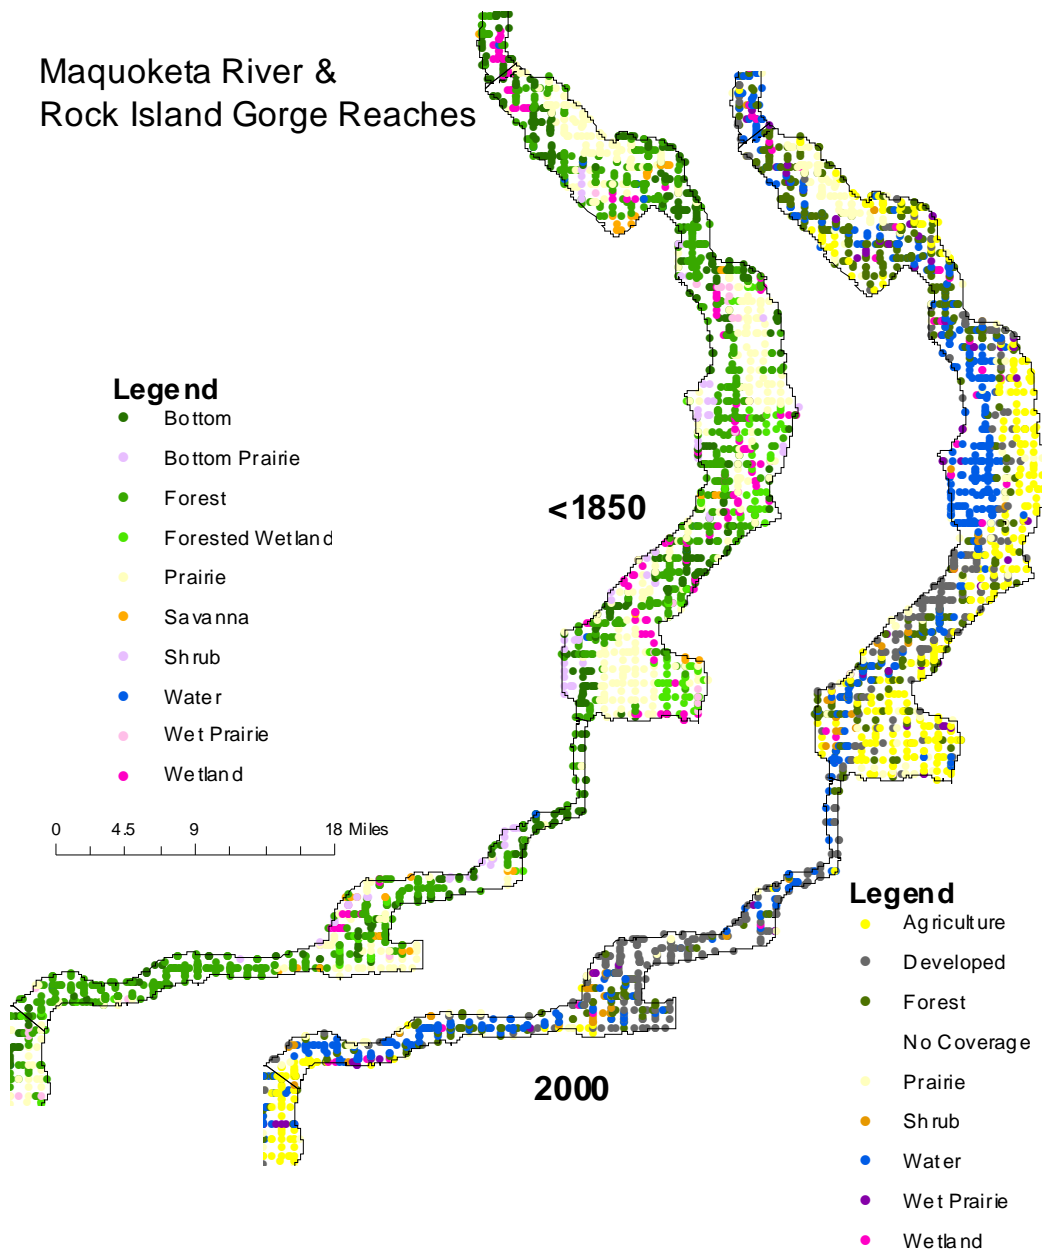 Maquoketa River &
Rock Island Gorge Reaches
Legend
Bottom
Bottom Prairie
Forest
Forested Wetland
Prairie
Savanna
Shrub
Water
Wet Prairie
Wetland
<1850
0 4.5 9 18 Miles
Legend
Agriculture
Developed
Forest
No Coverage
Prairie
Shrub
Water
Wet Prairie
Wetland
2000